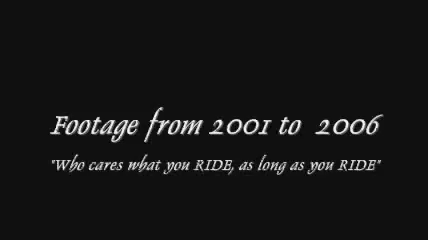 Footage from 2001 to 2006
"Who cares what you RIDE, as long as you RIDE"